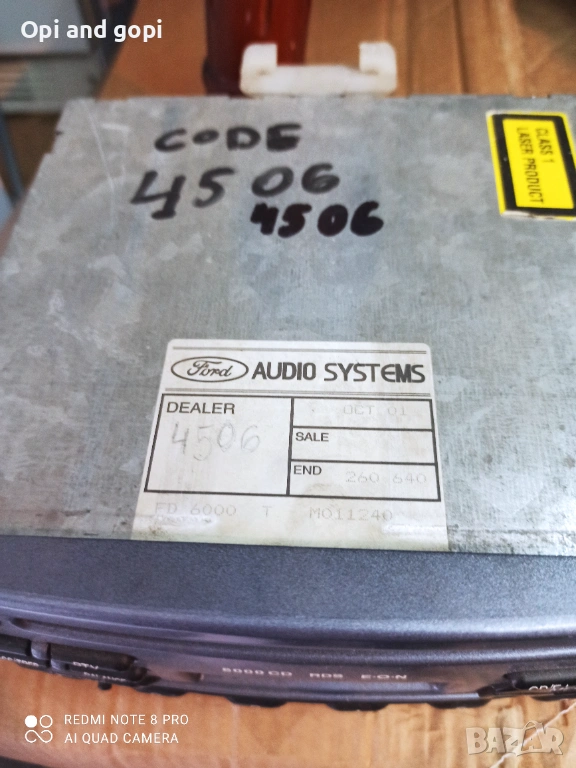 Opi and gopi
CODE
4506
4506
CLASS 1
LASER PRODUCT
Ford AUDIO SYSTEMS
DEALER
4506
OCT 01
SALE
END 260 640
FD 6000 T M011240
6000 CD RDS E·O·N
REDMI NOTE 8 PRO
AI QUAD CAMERA
BAZAR